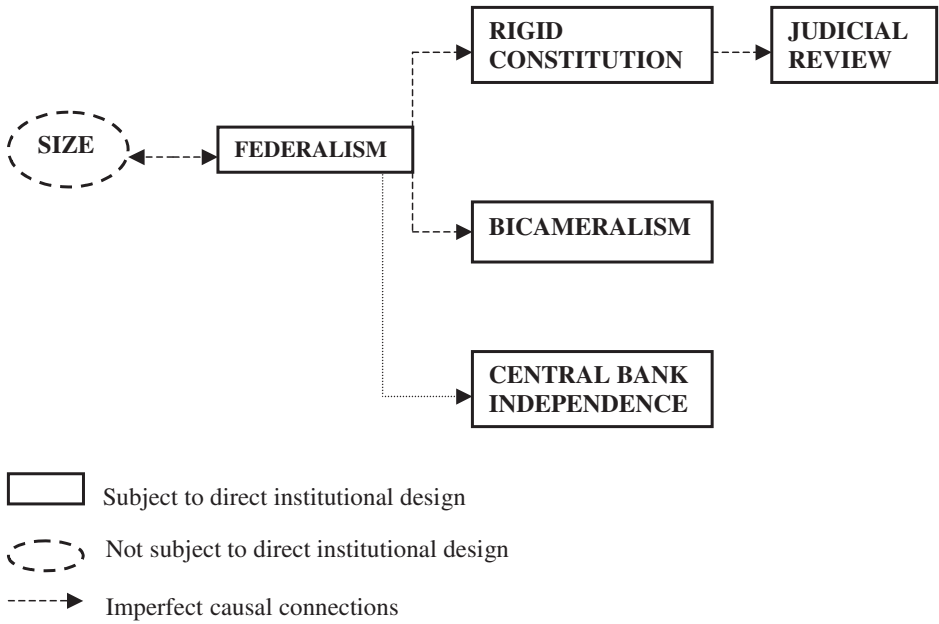 RIGID
CONSTITUTION
JUDICIAL
REVIEW
SIZE
FEDERALISM
BICAMERALISM
CENTRAL BANK
INDEPENDENCE
Subject to direct institutional design
Not subject to direct institutional design
Imperfect causal connections